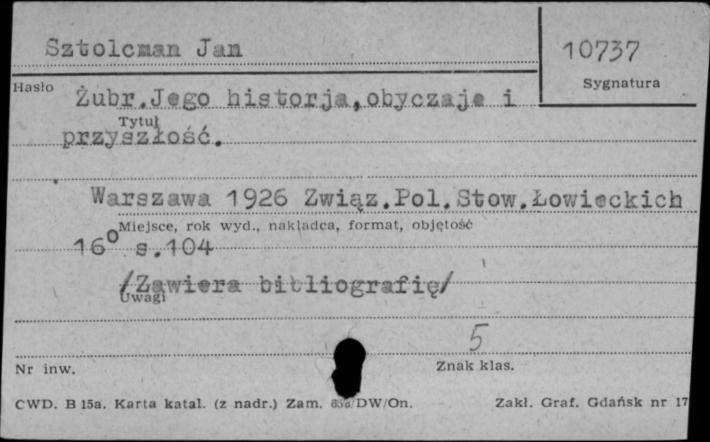 Sztolcman Jan
10737
Hasło
Sygnatura
Żubr.Jego historja,obyczaje i
Tytuł
przyszłość.
Warszawa 1926 Związ.Pol.Stow.Łowieckich
Miejsce, rok wyd., nakładca, format, objętość
16° s.104
/Zawiera bibliografię/
Uwagi
5
Nr inw.
Znak klas.
CWD. B 15a. Karta katal. (z nadr.) Zam. DW/On.
Zakł. Graf. Gdańsk nr 17